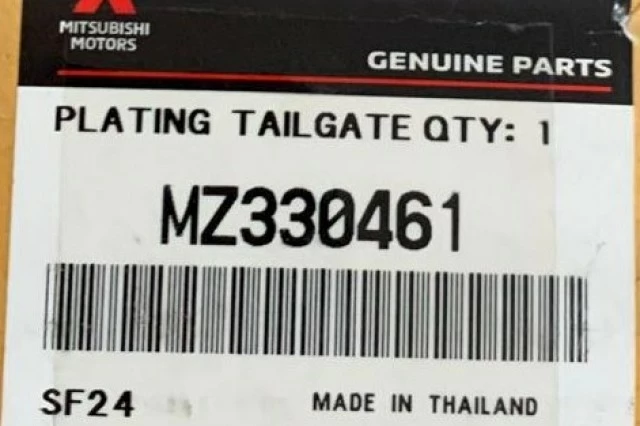 MITSUBISHI
MOTORS
GENUINE PARTS
PLATING TAILGATE QTY: 1
MZ330461
SF24 MADE IN THAILAND